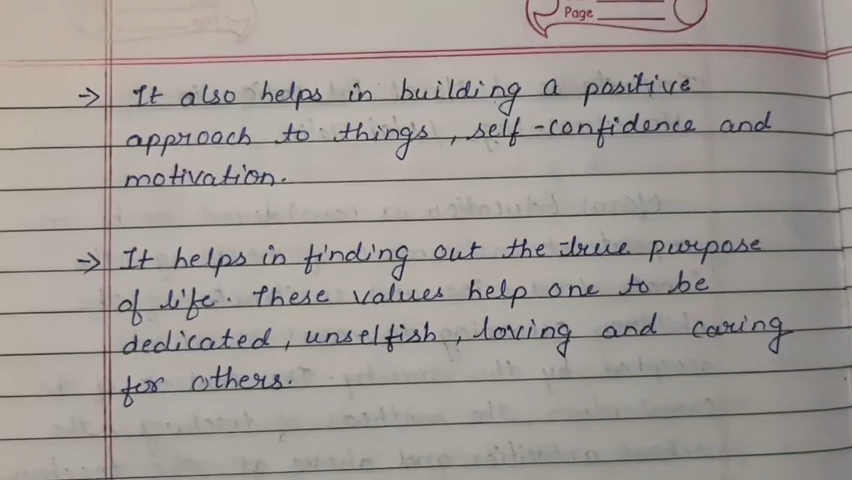 Page
→ It also helps in building a positive
approach to things, self-confidence and
motivation.
→ It helps in finding out the true purpose
of life. These values help one to be
dedicated, unselfish, loving and caring
for others.